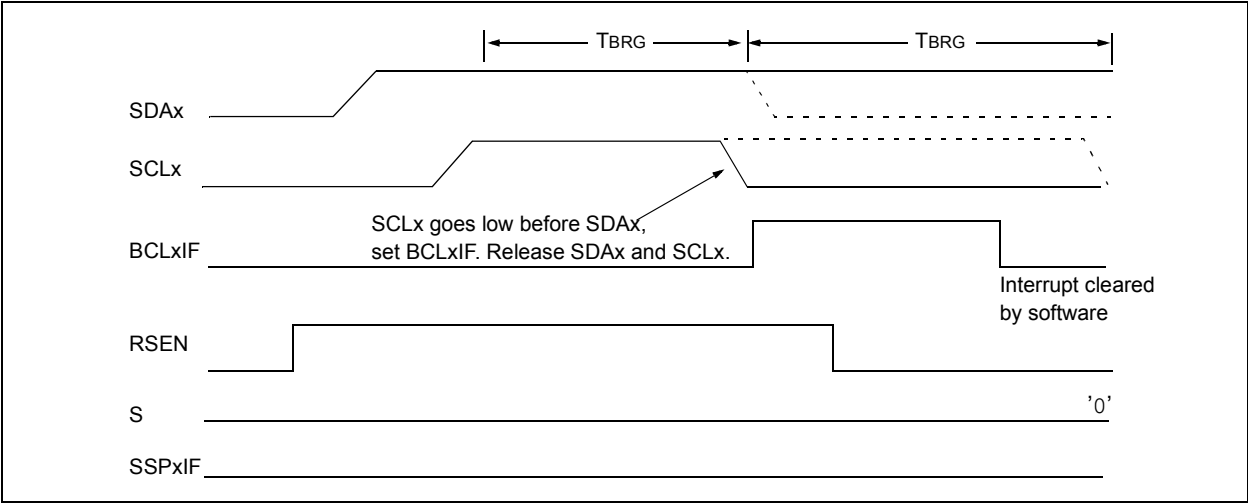 TBRG TBRG
SDAx
SCLx
SCLx goes low before SDAx,
set BCLxIF. Release SDAx and SCLx.
BCLxIF
Interrupt cleared
by software
RSEN
S '0'
SSPxIF